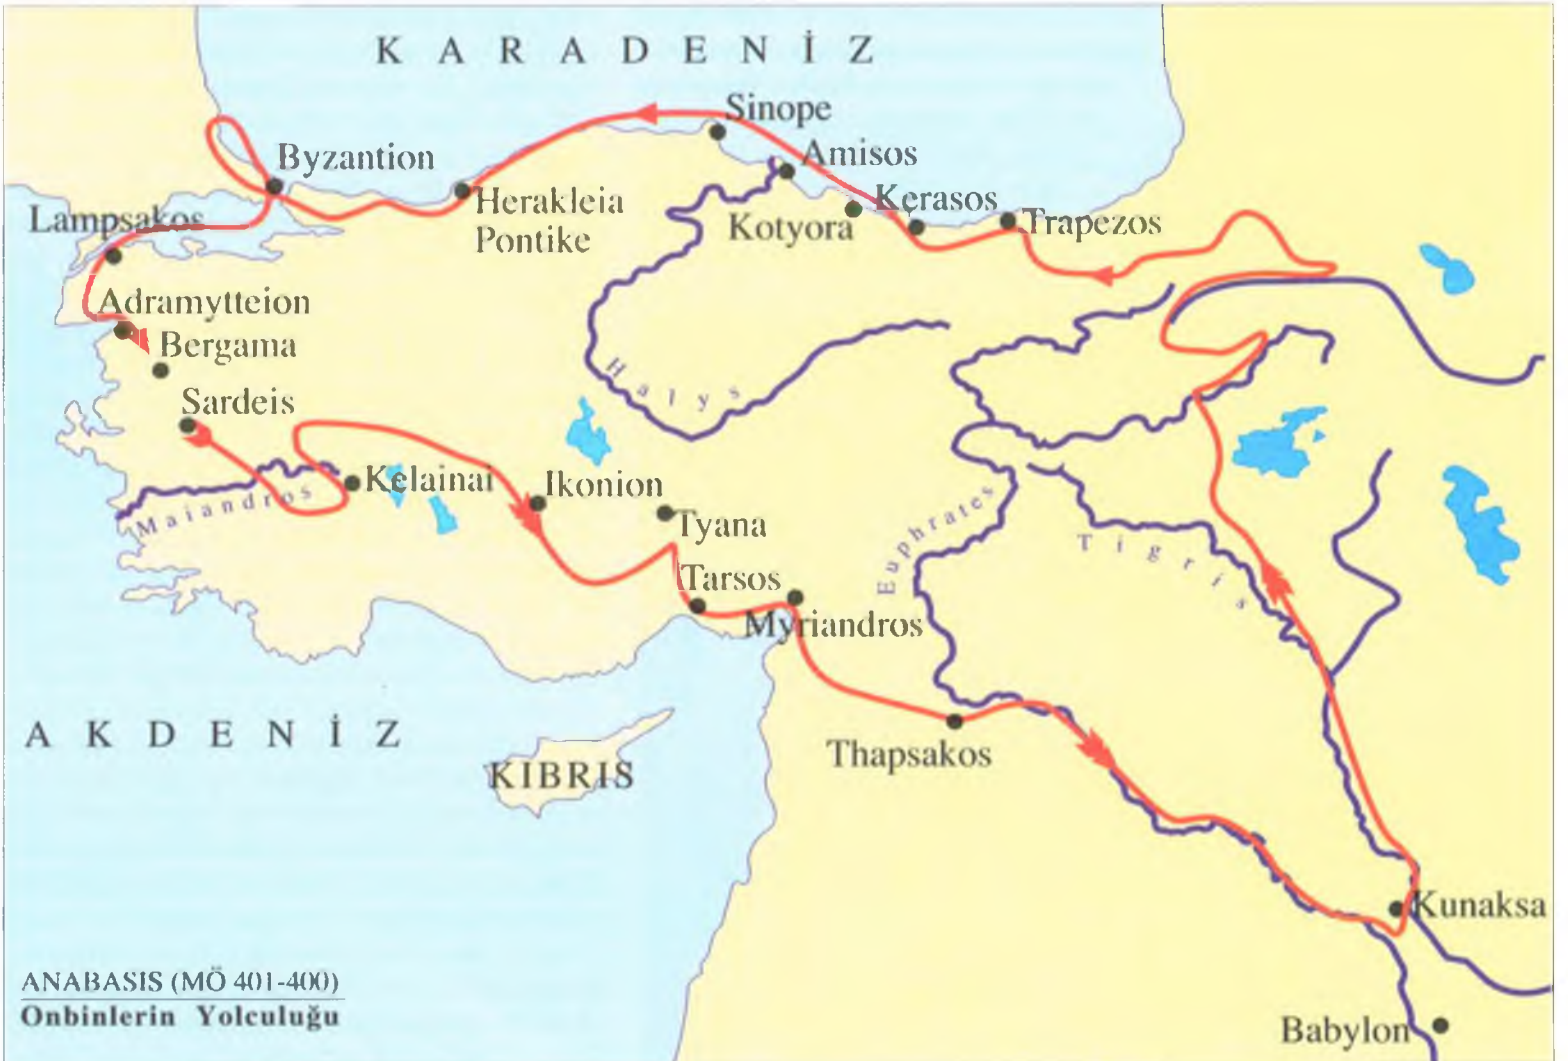 KARADENİZ
Sinope
Amisos
Byzantion
Kerasos
Herakleia
Pontike
Lampsakos
Kotyora
Trapezos
Adramytteion
Bergama
Halys
Sardeis
Kelainai
Ikonion
Maiandros
Tyana
Euphrates
Tigris
Tarsos
Myriandros
AKDENİZ
Thapsakos
KIBRIS
Kunaksa
ANABASIS (MÖ 401-400)
Onbinlerin Yolculuğu
Babylon